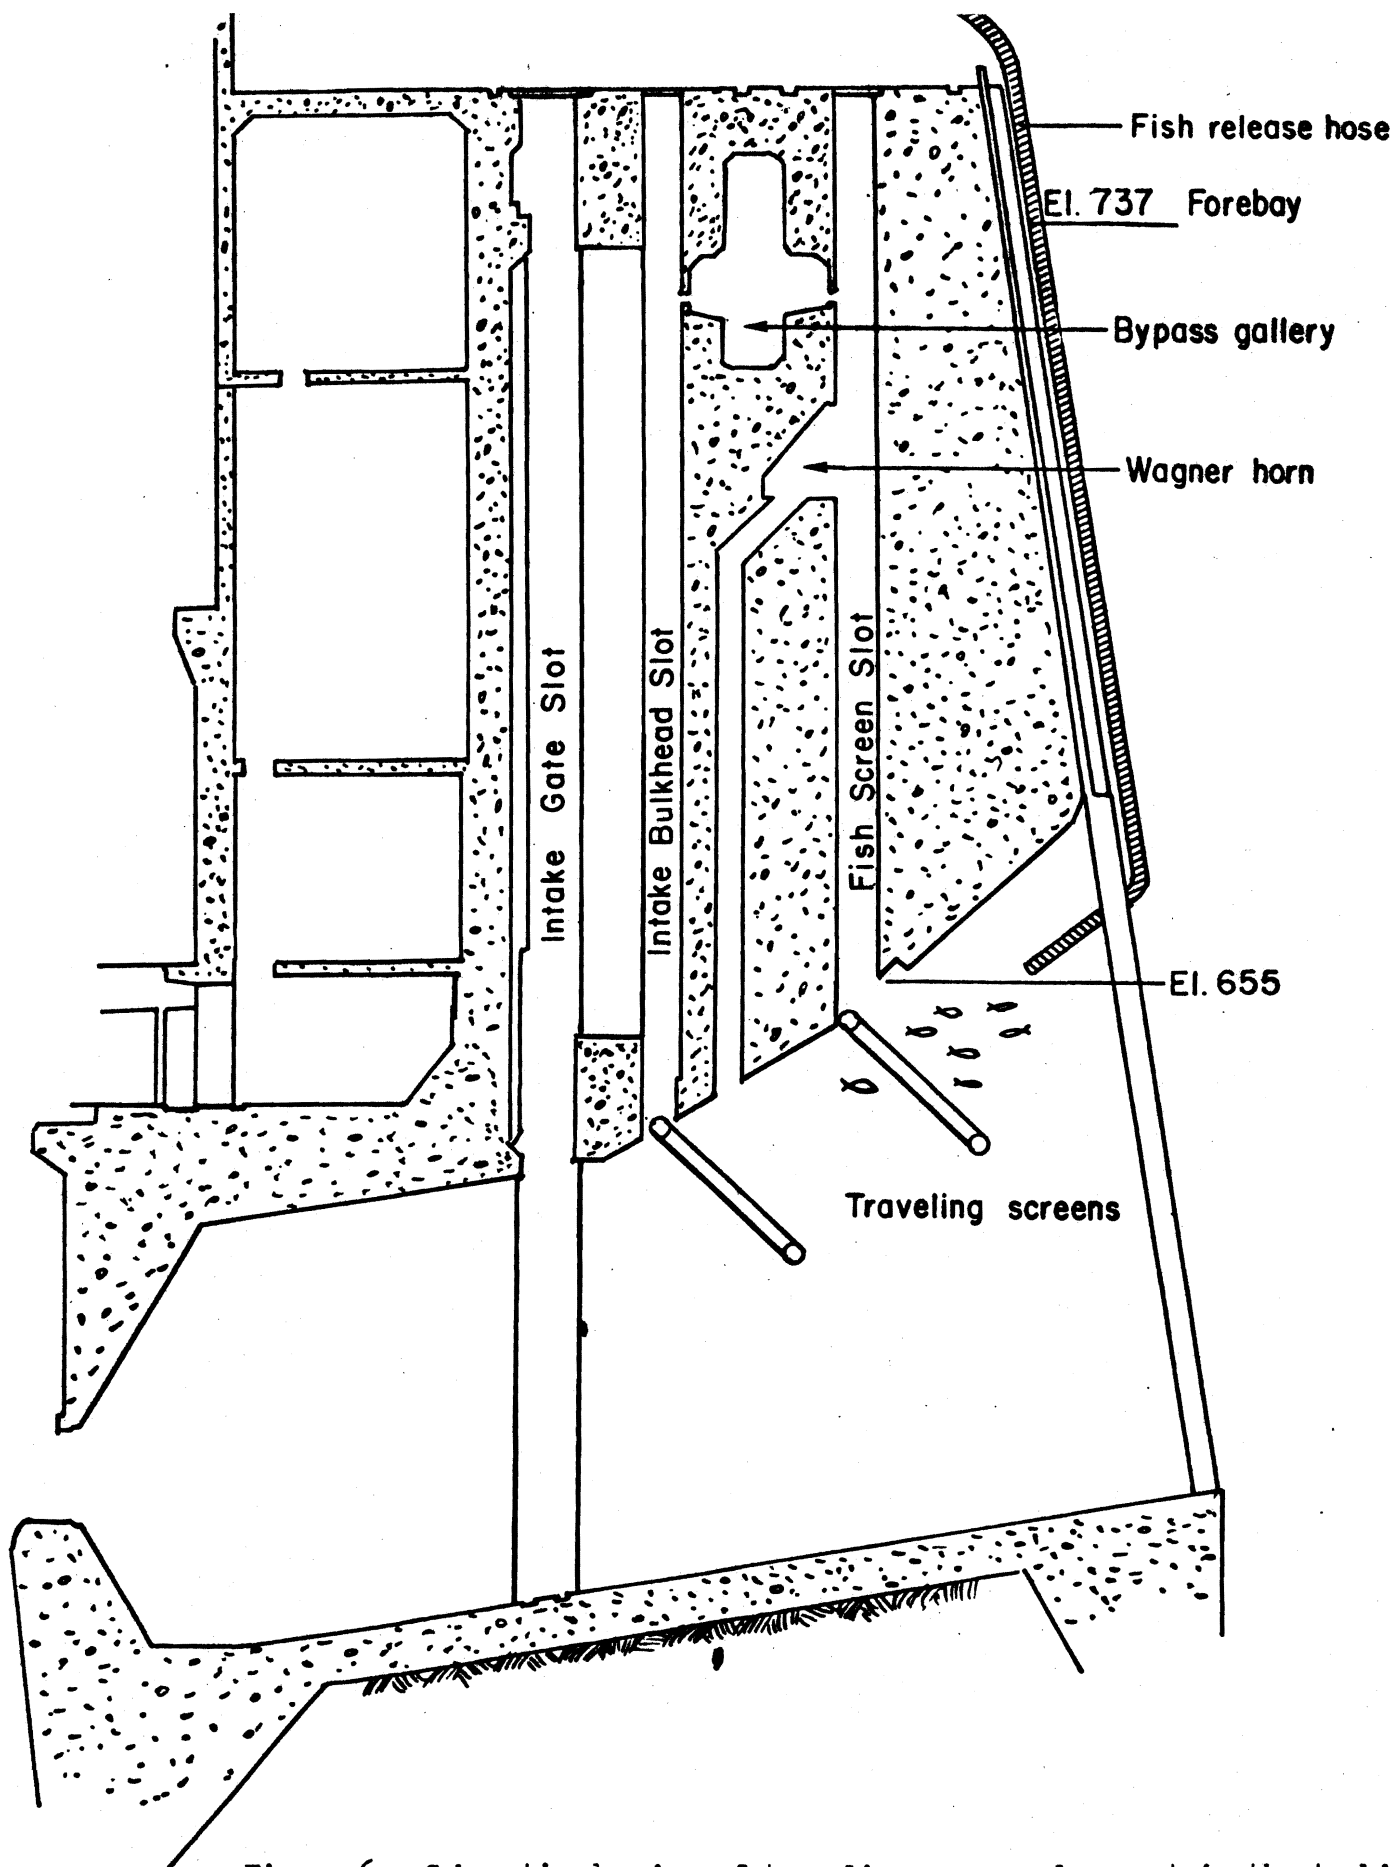 Fish release hose
El. 737 Forebay
Bypass gallery
Wagner horn
Intake Gate Slot
Intake Bulkhead Slot
Fish Screen Slot
El. 655
Traveling screens